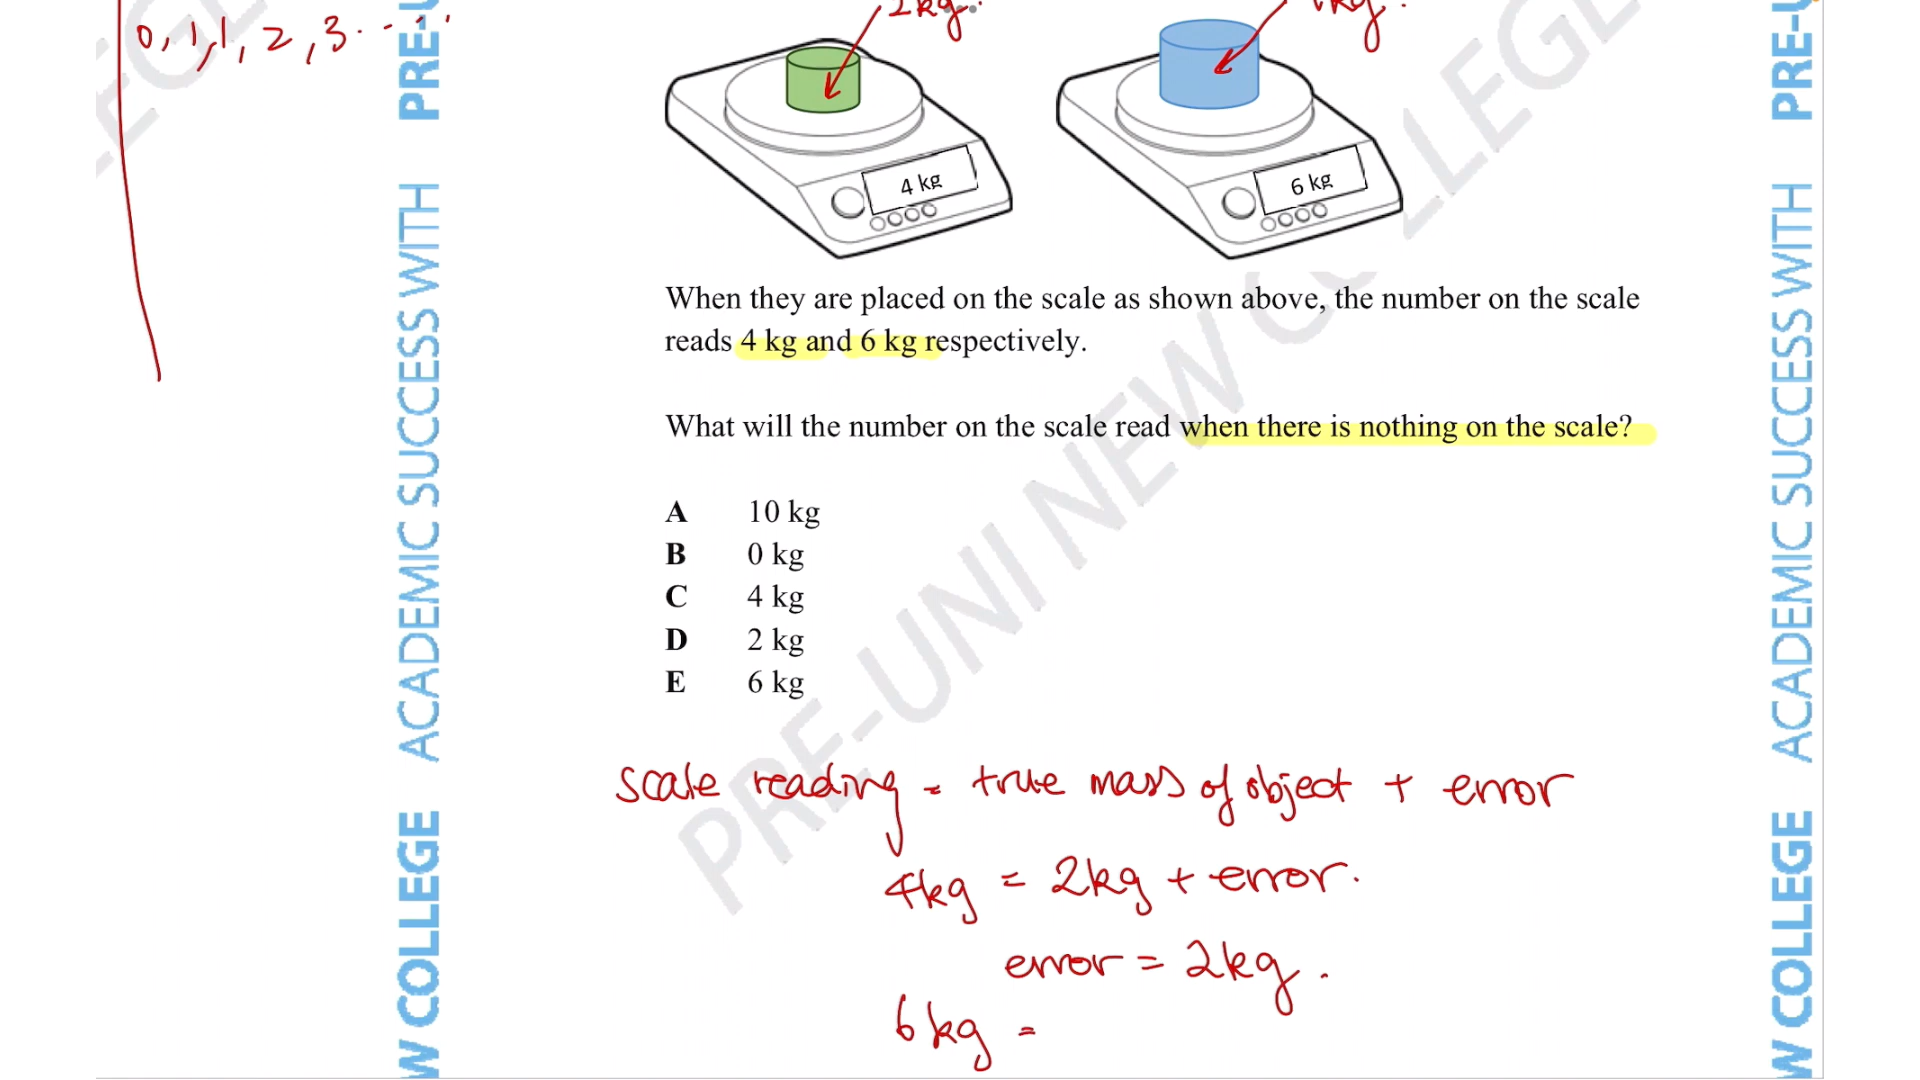 0, 1, 1, 2, 3.....
2kg.
kg.
4 kg
6 kg
When they are placed on the scale as shown above, the number on the scale
reads 4 kg and 6 kg respectively.
What will the number on the scale read when there is nothing on the scale?
A 10 kg
B 0 kg
C 4 kg
D 2 kg
E 6 kg
scale reading = true mass of object + error
4kg = 2kg + error.
error = 2kg.
6kg =
W COLLEGE ACADEMIC SUCCESS WITH PRE-U
W COLLEGE ACADEMIC SUCCESS WITH PRE-U
PRE-UNI NEW COLLEGE